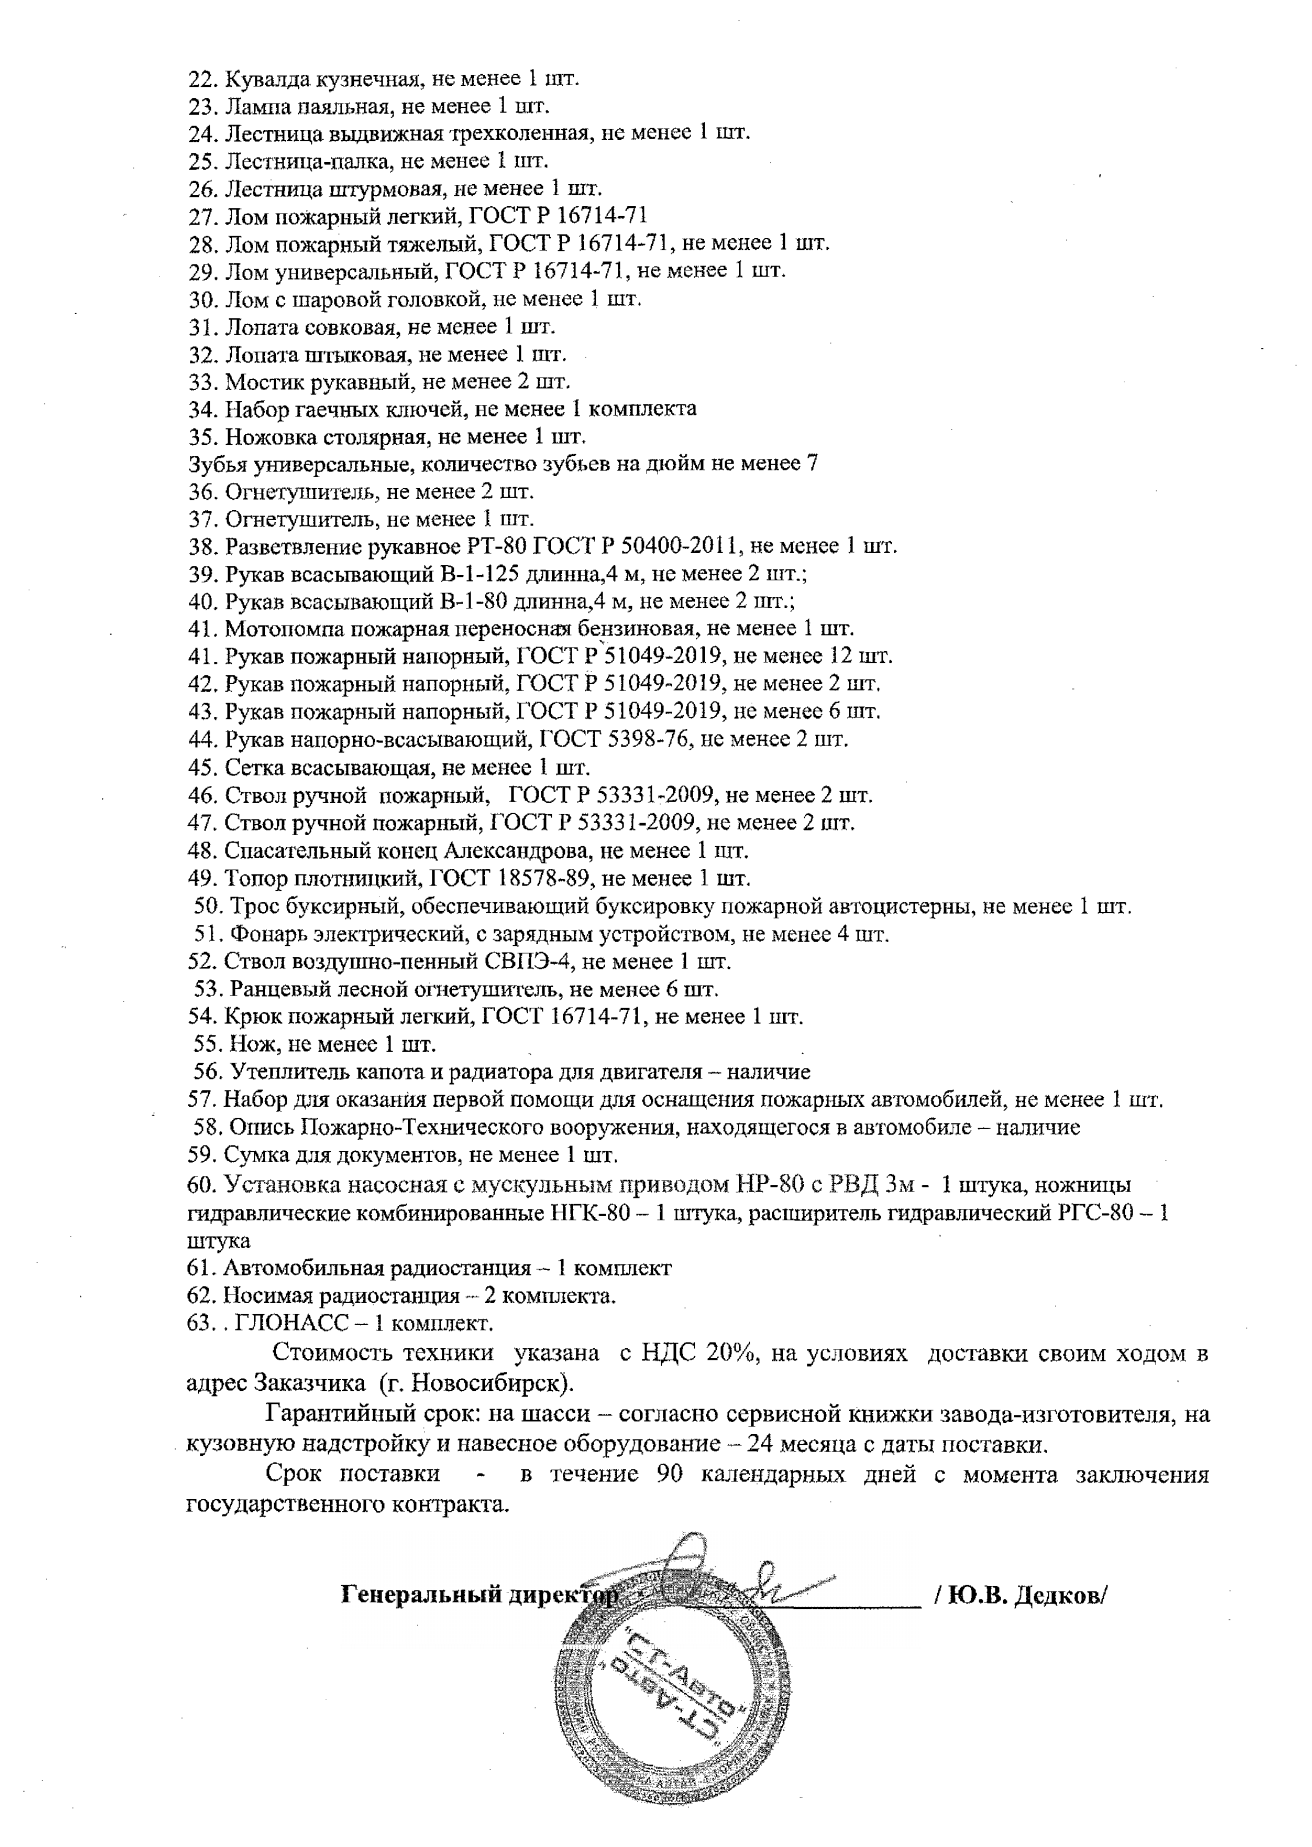 22. Кувалда кузнечная, не менее 1 шт.
23. Лампа паяльная, не менее 1 шт.
24. Лестница выдвижная трехколенная, не менее 1 шт.
25. Лестница-палка, не менее 1 шт.
26. Лестница штурмовая, не менее 1 шт.
27. Лом пожарный легкий, ГОСТ Р 16714-71
28. Лом пожарный тяжелый, ГОСТ Р 16714-71, не менее 1 шт.
29. Лом универсальный, ГОСТ Р 16714-71, не менее 1 шт.
30. Лом с шаровой головкой, не менее 1 шт.
31. Лопата совковая, не менее 1 шт.
32. Лопата штыковая, не менее 1 шт.
33. Мостик рукавный, не менее 2 шт.
34. Набор гаечных ключей, не менее 1 комплекта
35. Ножовка столярная, не менее 1 шт.
Зубья универсальные, количество зубьев на дюйм не менее 7
36. Огнетушитель, не менее 2 шт.
37. Огнетушитель, не менее 1 шт.
38. Разветвление рукавное РТ-80 ГОСТ Р 50400-2011, не менее 1 шт.
39. Рукав всасывающий В-1-125 длинна,4 м, не менее 2 шт.;
40. Рукав всасывающий В-1-80 длинна,4 м, не менее 2 шт.;
41. Мотопомпа пожарная переносная бензиновая, не менее 1 шт.
41. Рукав пожарный напорный, ГОСТ Р 51049-2019, не менее 12 шт.
42. Рукав пожарный напорный, ГОСТ Р 51049-2019, не менее 2 шт.
43. Рукав пожарный напорный, ГОСТ Р 51049-2019, не менее 6 шт.
44. Рукав напорно-всасывающий, ГОСТ 5398-76, не менее 2 шт.
45. Сетка всасывающая, не менее 1 шт.
46. Ствол ручной пожарный, ГОСТ Р 53331-2009, не менее 2 шт.
47. Ствол ручной пожарный, ГОСТ Р 53331-2009, не менее 2 шт.
48. Спасательный конец Александрова, не менее 1 шт.
49. Топор плотницкий, ГОСТ 18578-89, не менее 1 шт.
50. Трос буксирный, обеспечивающий буксировку пожарной автоцистерны, не менее 1 шт.
51. Фонарь электрический, с зарядным устройством, не менее 4 шт.
52. Ствол воздушно-пенный СВПЭ-4, не менее 1 шт.
53. Ранцевый лесной огнетушитель, не менее 6 шт.
54. Крюк пожарный легкий, ГОСТ 16714-71, не менее 1 шт.
55. Нож, не менее 1 шт.
56. Утеплитель капота и радиатора для двигателя – наличие
57. Набор для оказания первой помощи для оснащения пожарных автомобилей, не менее 1 шт.
58. Опись Пожарно-Технического вооружения, находящегося в автомобиле – наличие
59. Сумка для документов, не менее 1 шт.
60. Установка насосная с мускульным приводом НР-80 с РВД 3м - 1 штука, ножницы
гидравлические комбинированные НГК-80 – 1 штука, расширитель гидравлический РГС-80 – 1
штука
61. Автомобильная радиостанция – 1 комплект
62. Носимая радиостанция – 2 комплекта.
63. . ГЛОНАСС – 1 комплект.
Стоимость техники указана с НДС 20%, на условиях доставки своим ходом в
адрес Заказчика (г. Новосибирск).
Гарантийный срок: на шасси – согласно сервисной книжки завода-изготовителя, на
кузовную надстройку и навесное оборудование – 24 месяца с даты поставки.
Срок поставки - в течение 90 календарных дней с момента заключения
государственного контракта.
Генеральный директор / Ю.В. Дедков/
"СТ-Авто"
"СТ-Авто"